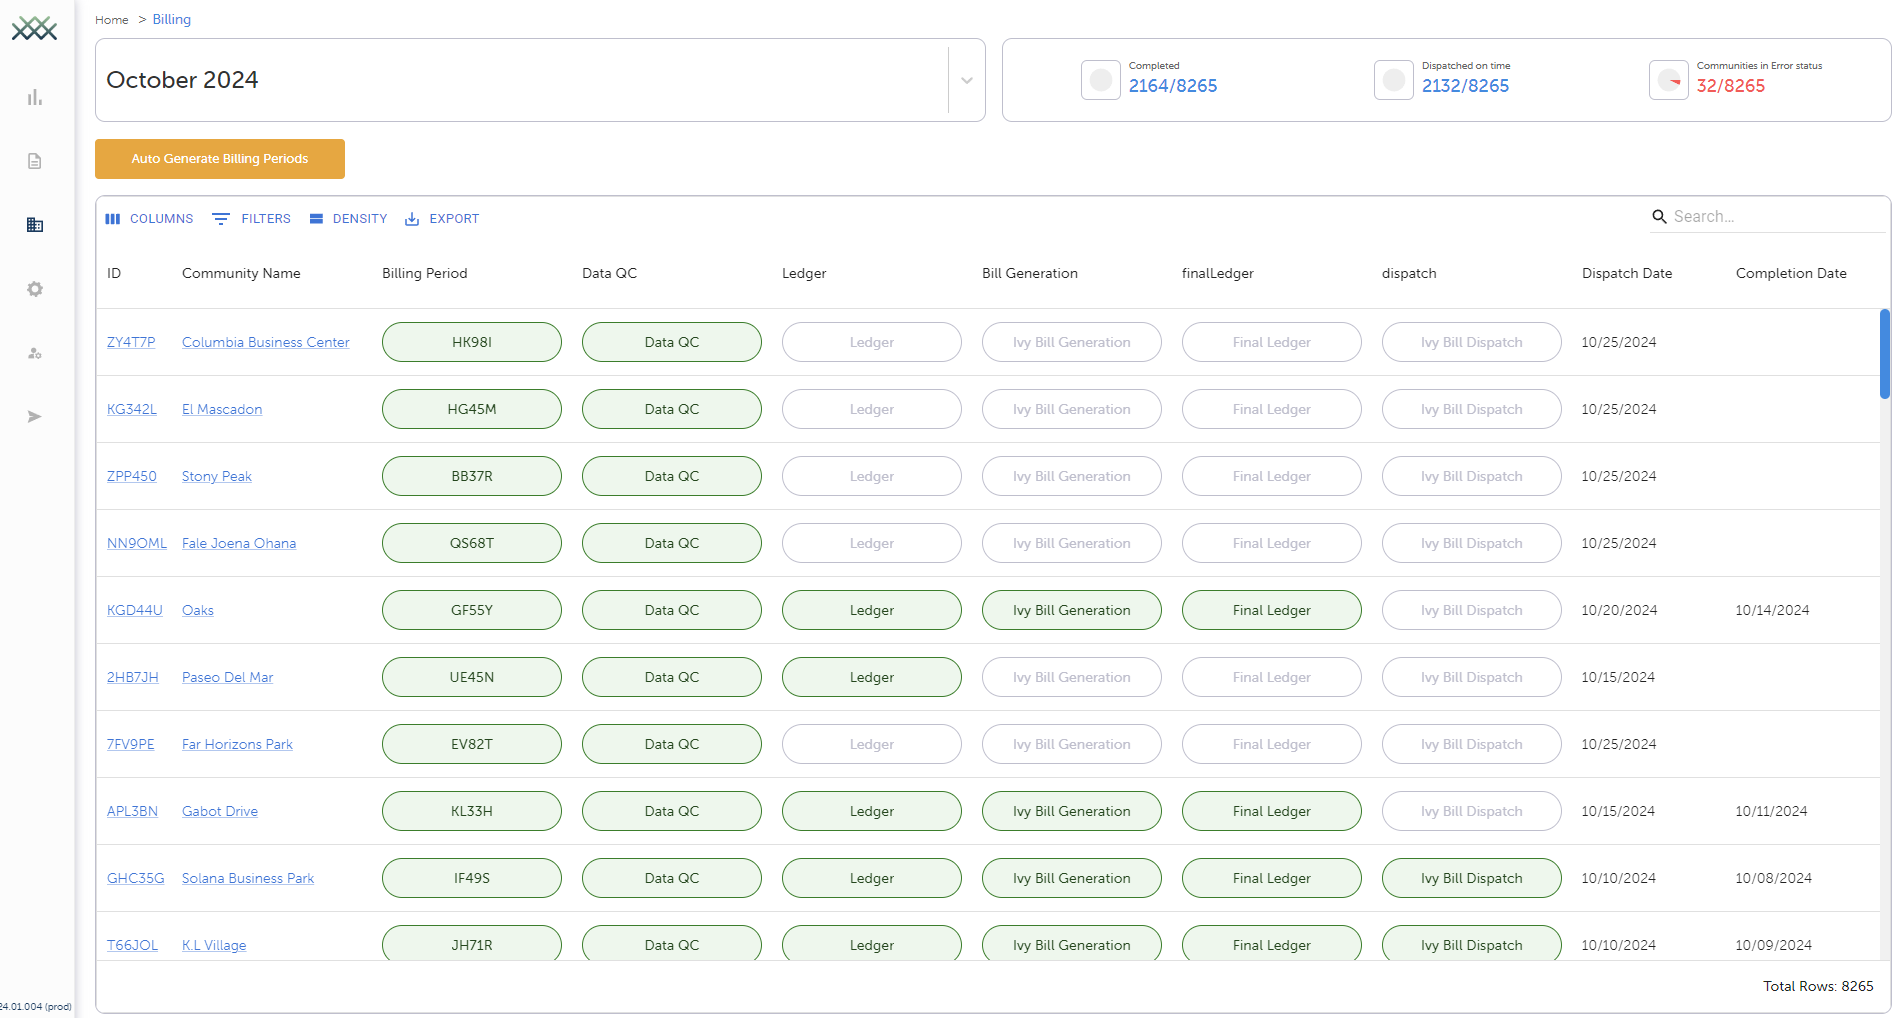 Home > Billing
October 2024
Completed
2164/8265
Dispatched on time
2132/8265
Communities in Error status
32/8265
Auto Generate Billing Periods
COLUMNS FILTERS DENSITY EXPORT Search...
ID Community Name Billing Period Data QC Ledger Bill Generation finalLedger dispatch Dispatch Date Completion Date
ZY4T7P Columbia Business Center HK98I Data QC Ledger Ivy Bill Generation Final Ledger Ivy Bill Dispatch 10/25/2024
KG342L El Mascadon HG45M Data QC Ledger Ivy Bill Generation Final Ledger Ivy Bill Dispatch 10/25/2024
ZPP450 Stony Peak BB37R Data QC Ledger Ivy Bill Generation Final Ledger Ivy Bill Dispatch 10/25/2024
NN9OML Fale Joena Ohana QS68T Data QC Ledger Ivy Bill Generation Final Ledger Ivy Bill Dispatch 10/25/2024
KGD44U Oaks GF55Y Data QC Ledger Ivy Bill Generation Final Ledger Ivy Bill Dispatch 10/20/2024 10/14/2024
2HB7JH Paseo Del Mar UE45N Data QC Ledger Ivy Bill Generation Final Ledger Ivy Bill Dispatch 10/15/2024
7FV9PE Far Horizons Park EV82T Data QC Ledger Ivy Bill Generation Final Ledger Ivy Bill Dispatch 10/25/2024
APL3BN Gabot Drive KL33H Data QC Ledger Ivy Bill Generation Final Ledger Ivy Bill Dispatch 10/15/2024 10/11/2024
GHC35G Solana Business Park IF49S Data QC Ledger Ivy Bill Generation Final Ledger Ivy Bill Dispatch 10/10/2024 10/08/2024
T66JOL K.L Village JH71R Data QC Ledger Ivy Bill Generation Final Ledger Ivy Bill Dispatch 10/10/2024 10/09/2024
Total Rows: 8265
24.01.004 (prod)